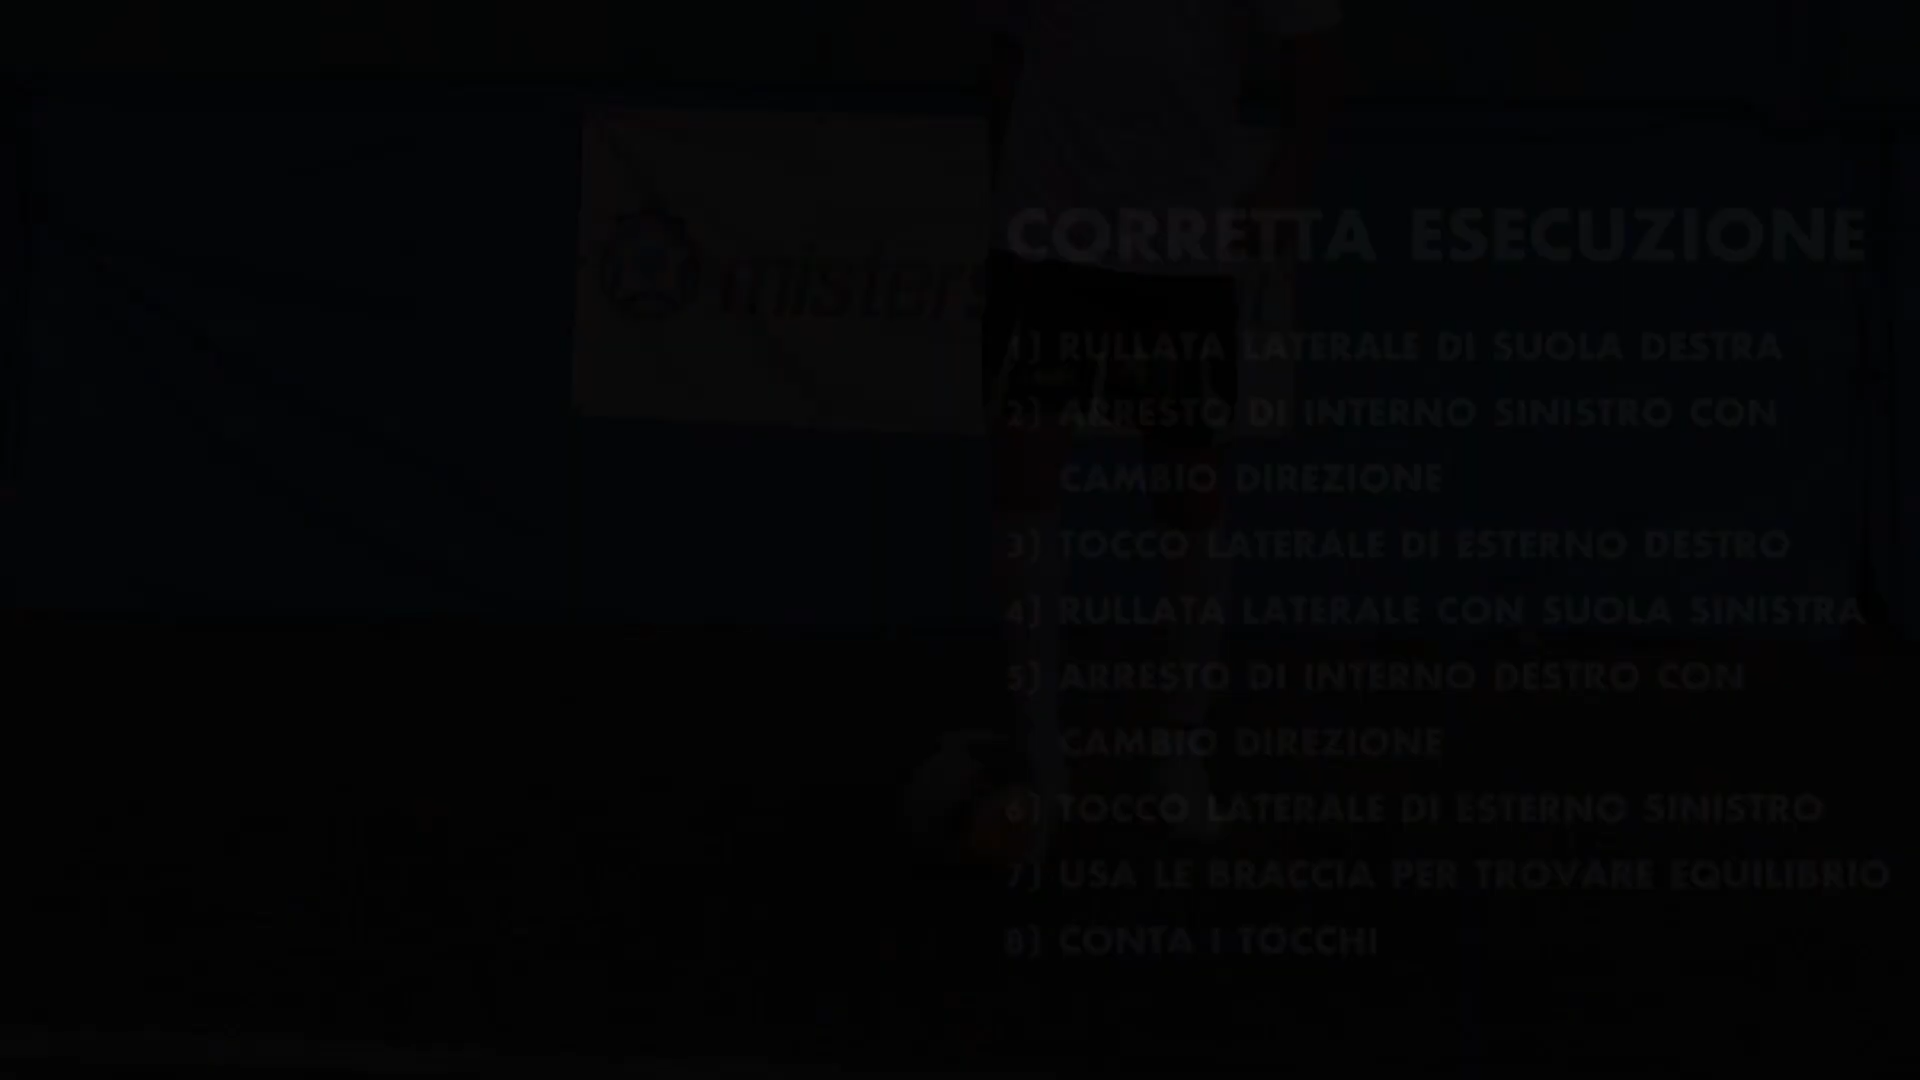 misters
CORRETTA ESECUZIONE
1) RULLATA LATERALE DI SUOLA DESTRA
2) ARRESTO DI INTERNO SINISTRO CON
CAMBIO DIREZIONE
3) TOCCO LATERALE DI ESTERNO DESTRO
4) RULLATA LATERALE CON SUOLA SINISTRA
5) ARRESTO DI INTERNO DESTRO CON
CAMBIO DIREZIONE
6) TOCCO LATERALE DI ESTERNO SINISTRO
7) USA LE BRACCIA PER TROVARE EQUILIBRIO
8) CONTA I TOCCHI